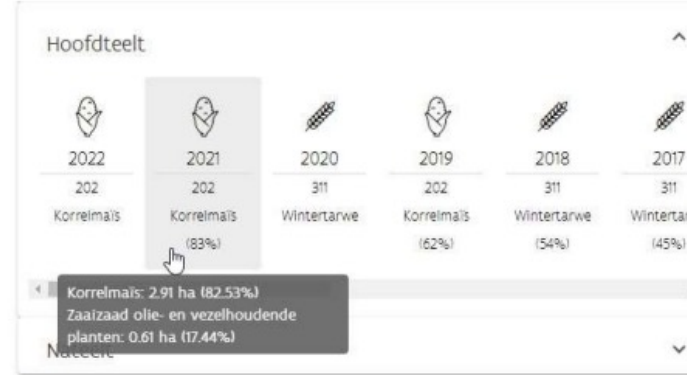 Hoofdteelt
2022 2021 2020 2019 2018 2017
202 202 311 202 311 311
Korrelmaïs Korrelmaïs Wintertarwe Korrelmaïs Wintertarwe Wintertar
(83%) (62%) (54%) (45%)
Korrelmaïs: 2.91 ha (82.53%)
Zaaizaad olie- en vezelhoudende
planten: 0.61 ha (17.44%)